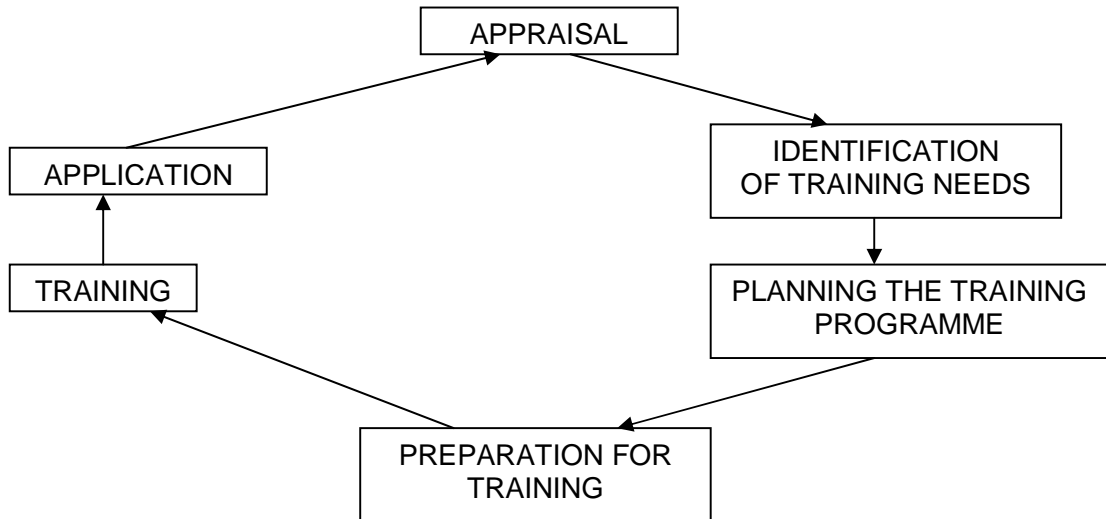 APPRAISAL
IDENTIFICATION
OF TRAINING NEEDS
APPLICATION
TRAINING
PLANNING THE TRAINING
PROGRAMME
PREPARATION FOR
TRAINING